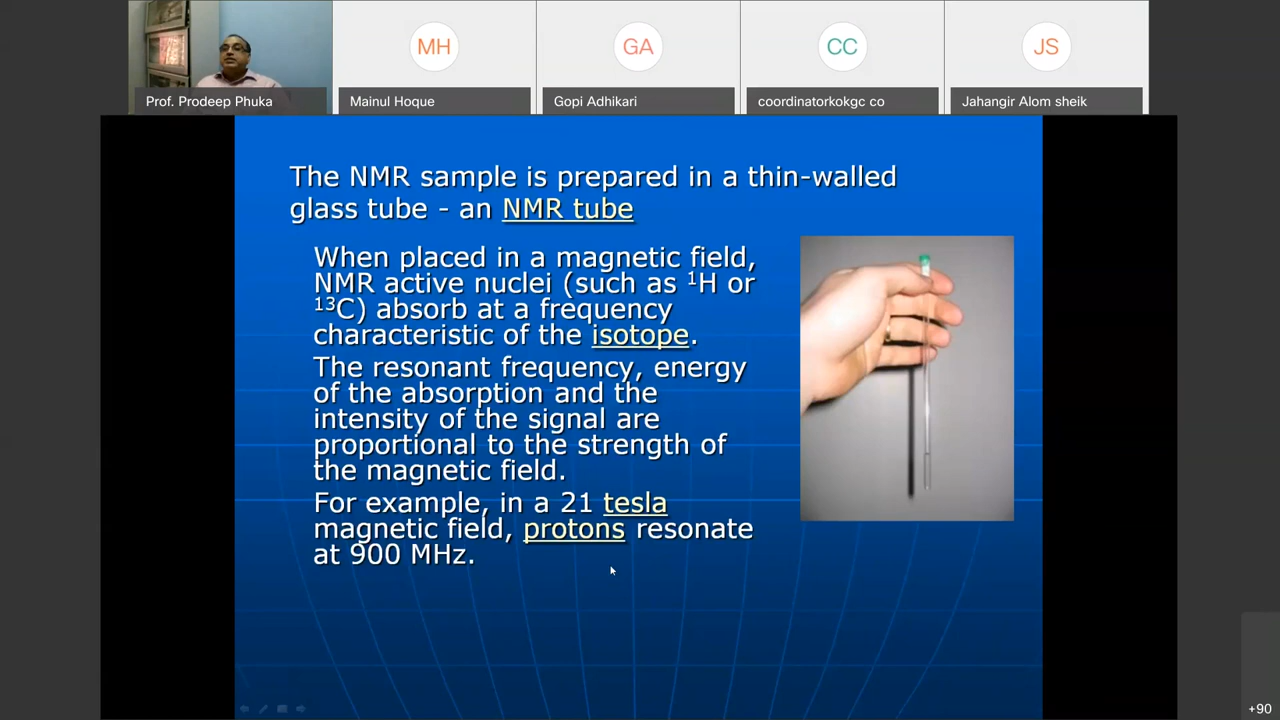 MH
GA
CC
JS
Prof. Prodeep Phuka
Mainul Hoque
Gopi Adhikari
coordinatorkokgc co
Jahangir Alom sheik
The NMR sample is prepared in a thin-walled
glass tube - an NMR tube
When placed in a magnetic field,
NMR active nuclei (such as ¹H or
¹³C) absorb at a frequency
characteristic of the isotope.
The resonant frequency, energy
of the absorption and the
intensity of the signal are
proportional to the strength of
the magnetic field.
For example, in a 21 tesla
magnetic field, protons resonate
at 900 MHz.
+90